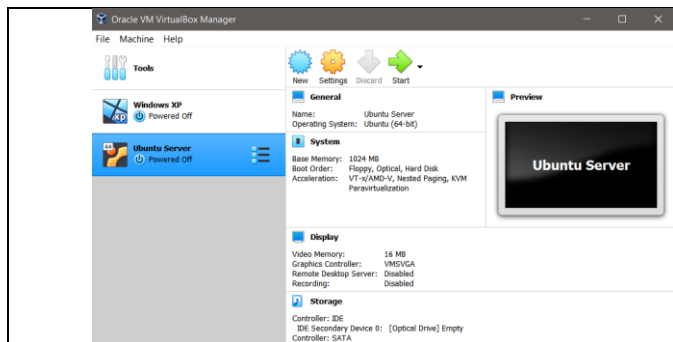 Oracle VM VirtualBox Manager
File Machine Help
Tools
Windows XP
Powered Off
Ubuntu Server
Powered Off
New Settings Discard Start
General
Name: Ubuntu Server
Operating System: Ubuntu (64-bit)
System
Base Memory: 1024 MB
Boot Order: Floppy, Optical, Hard Disk
Acceleration: VT-x/AMD-V, Nested Paging, KVM
Paravirtualization
Preview
Ubuntu Server
Display
Video Memory: 16 MB
Graphics Controller: VMSVGA
Remote Desktop Server: Disabled
Recording: Disabled
Storage
Controller: IDE
IDE Secondary Device 0: [Optical Drive] Empty
Controller: SATA